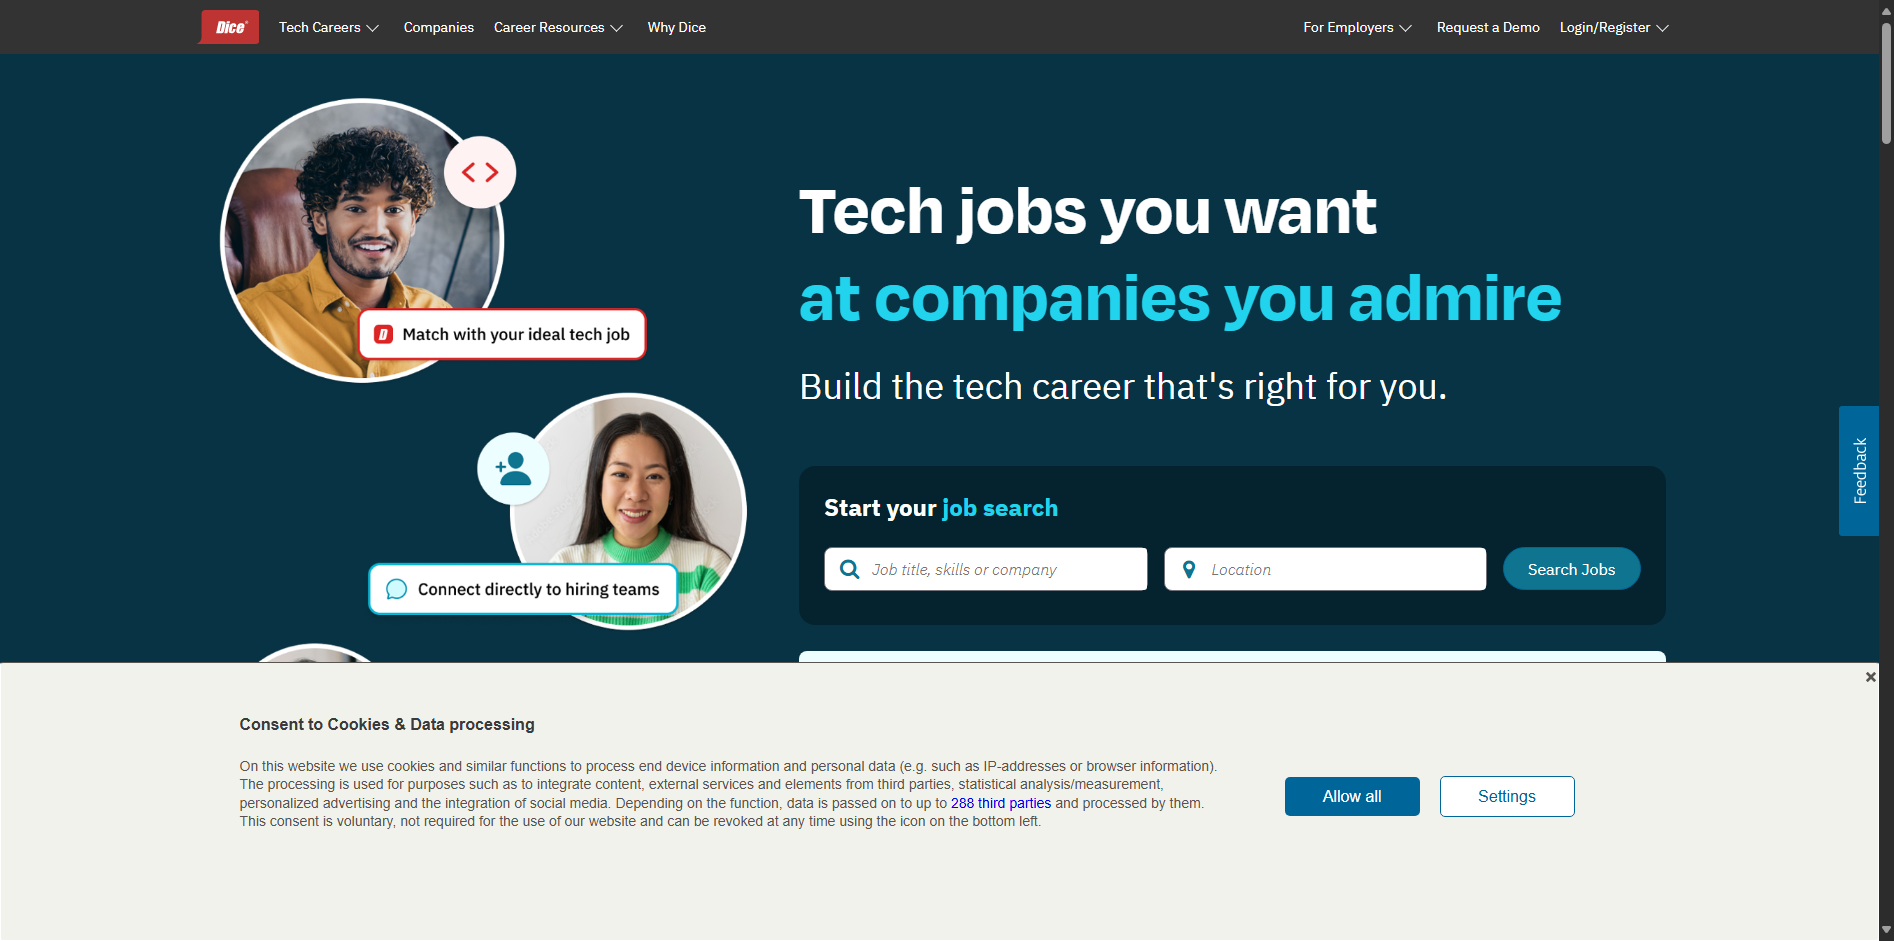 Dice
Tech Careers
Companies
Career Resources
Why Dice
For Employers
Request a Demo
Login/Register
Tech jobs you want
at companies you admire
Build the tech career that's right for you.
Match with your ideal tech job
Connect directly to hiring teams
Start your job search
Job title, skills or company
Location
Search Jobs
Feedback
Consent to Cookies & Data processing
On this website we use cookies and similar functions to process end device information and personal data (e.g. such as IP-addresses or browser information).
The processing is used for purposes such as to integrate content, external services and elements from third parties, statistical analysis/measurement,
personalized advertising and the integration of social media. Depending on the function, data is passed on to up to 288 third parties and processed by them.
This consent is voluntary, not required for the use of our website and can be revoked at any time using the icon on the bottom left.
Allow all
Settings